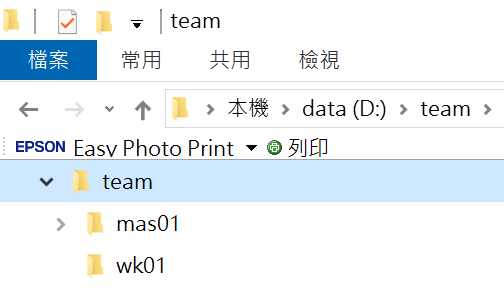 team
檔案 常用 共用 檢視
本機 data (D:) team
EPSON Easy Photo Print 列印
team
mas01
wk01